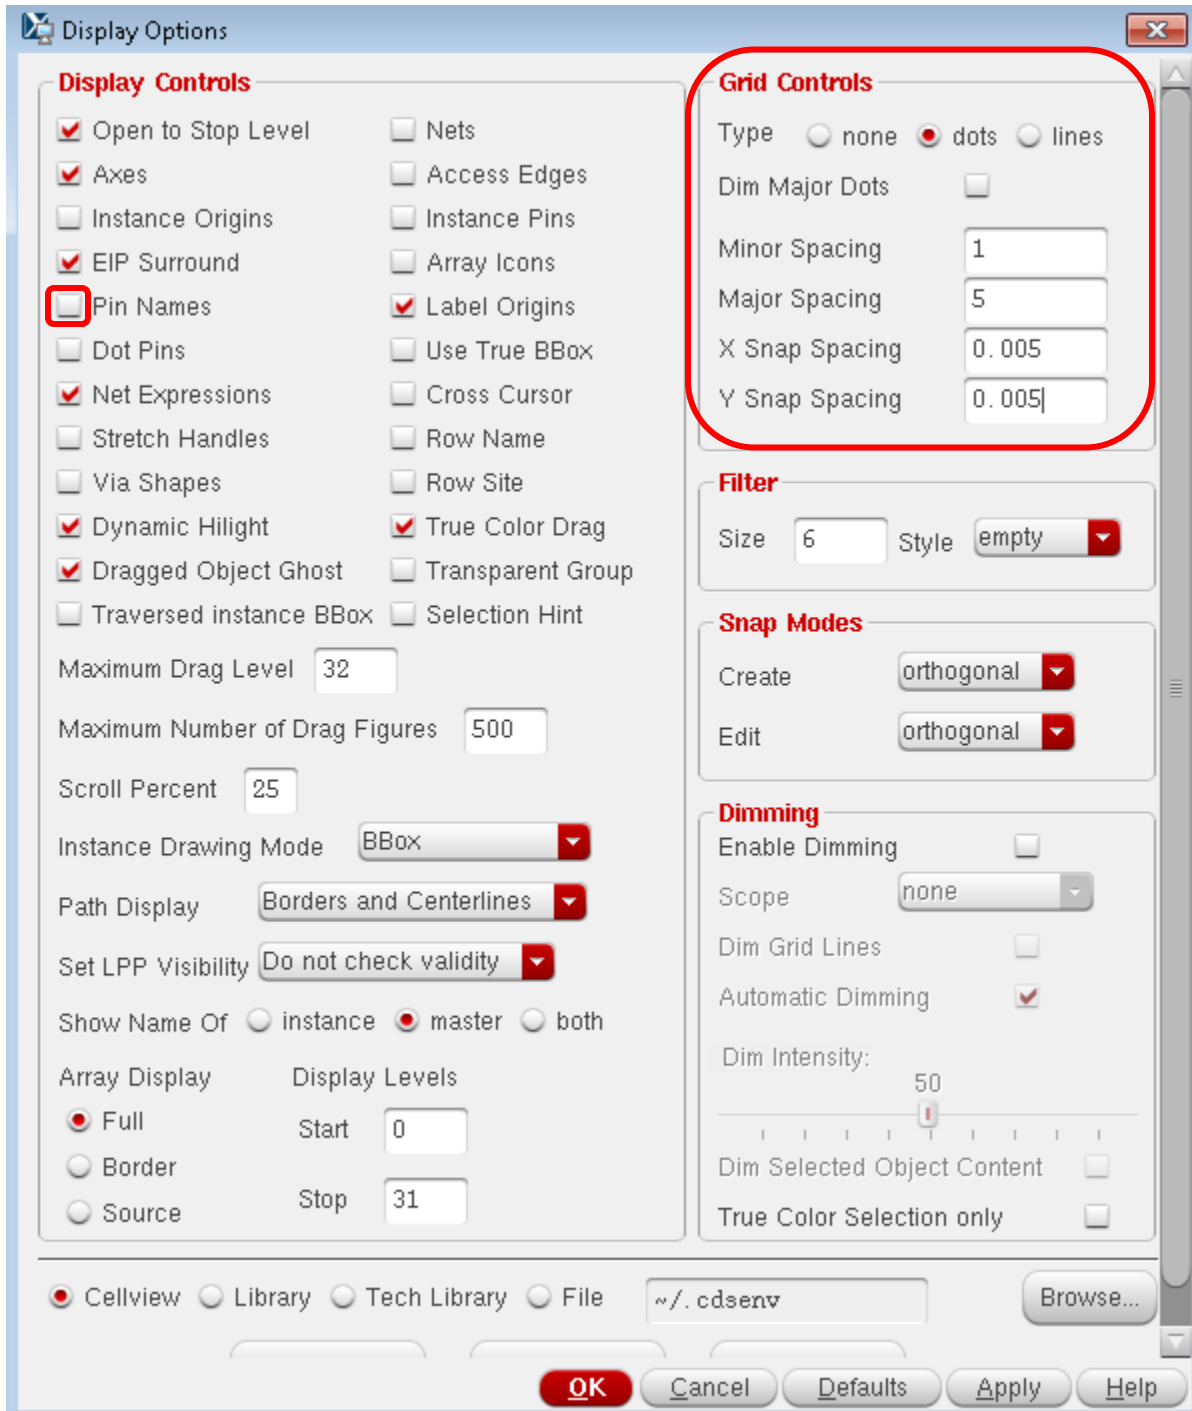 Display Options
Display Controls
Open to Stop Level
Nets
Axes
Access Edges
Instance Origins
Instance Pins
EIP Surround
Array Icons
Pin Names
Label Origins
Dot Pins
Use True BBox
Net Expressions
Cross Cursor
Stretch Handles
Row Name
Via Shapes
Row Site
Dynamic Hilight
True Color Drag
Dragged Object Ghost
Transparent Group
Traversed instance BBox
Selection Hint
Maximum Drag Level 32
Maximum Number of Drag Figures 500
Scroll Percent 25
Instance Drawing Mode BBox
Path Display Borders and Centerlines
Set LPP Visibility Do not check validity
Show Name Of instance master both
Array Display
Full
Border
Source
Display Levels
Start 0
Stop 31
Grid Controls
Type none dots lines
Dim Major Dots
Minor Spacing 1
Major Spacing 5
X Snap Spacing 0.005
Y Snap Spacing 0.005
Filter
Size 6 Style empty
Snap Modes
Create orthogonal
Edit orthogonal
Dimming
Enable Dimming
Scope none
Dim Grid Lines
Automatic Dimming
Dim Intensity:
50
Dim Selected Object Content
True Color Selection only
Cellview Library Tech Library File ~/.cdsenv Browse...
OK Cancel Defaults Apply Help